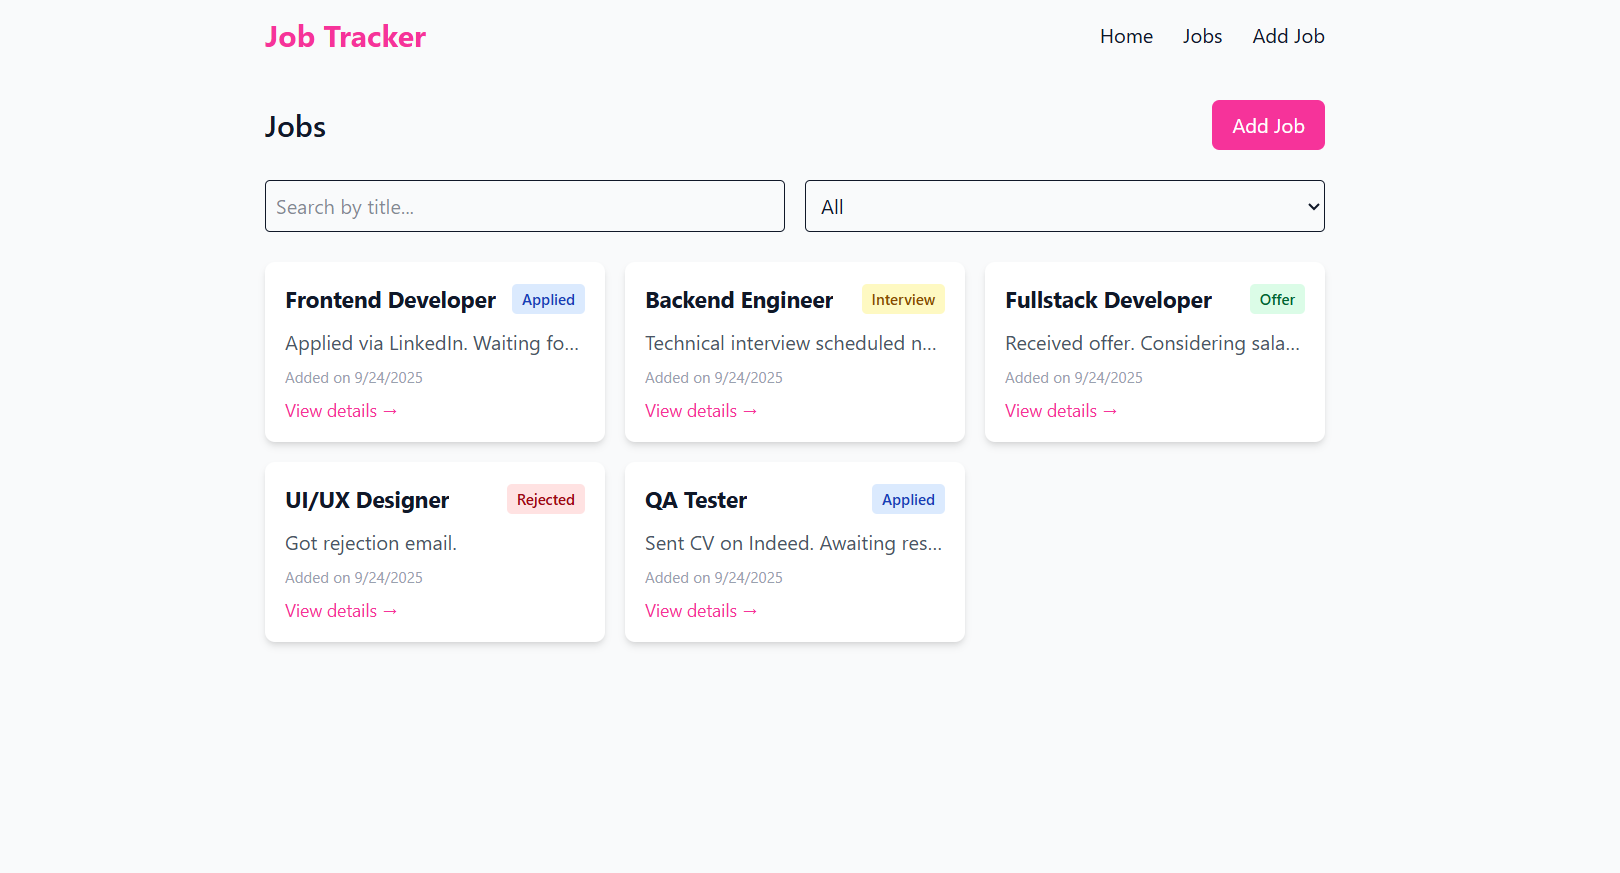 Job Tracker
Home Jobs Add Job
Jobs
Add Job
Search by title...
All
Frontend Developer Applied
Applied via LinkedIn. Waiting fo...
Added on 9/24/2025
View details →
Backend Engineer Interview
Technical interview scheduled n...
Added on 9/24/2025
View details →
Fullstack Developer Offer
Received offer. Considering sala...
Added on 9/24/2025
View details →
UI/UX Designer Rejected
Got rejection email.
Added on 9/24/2025
View details →
QA Tester Applied
Sent CV on Indeed. Awaiting res...
Added on 9/24/2025
View details →